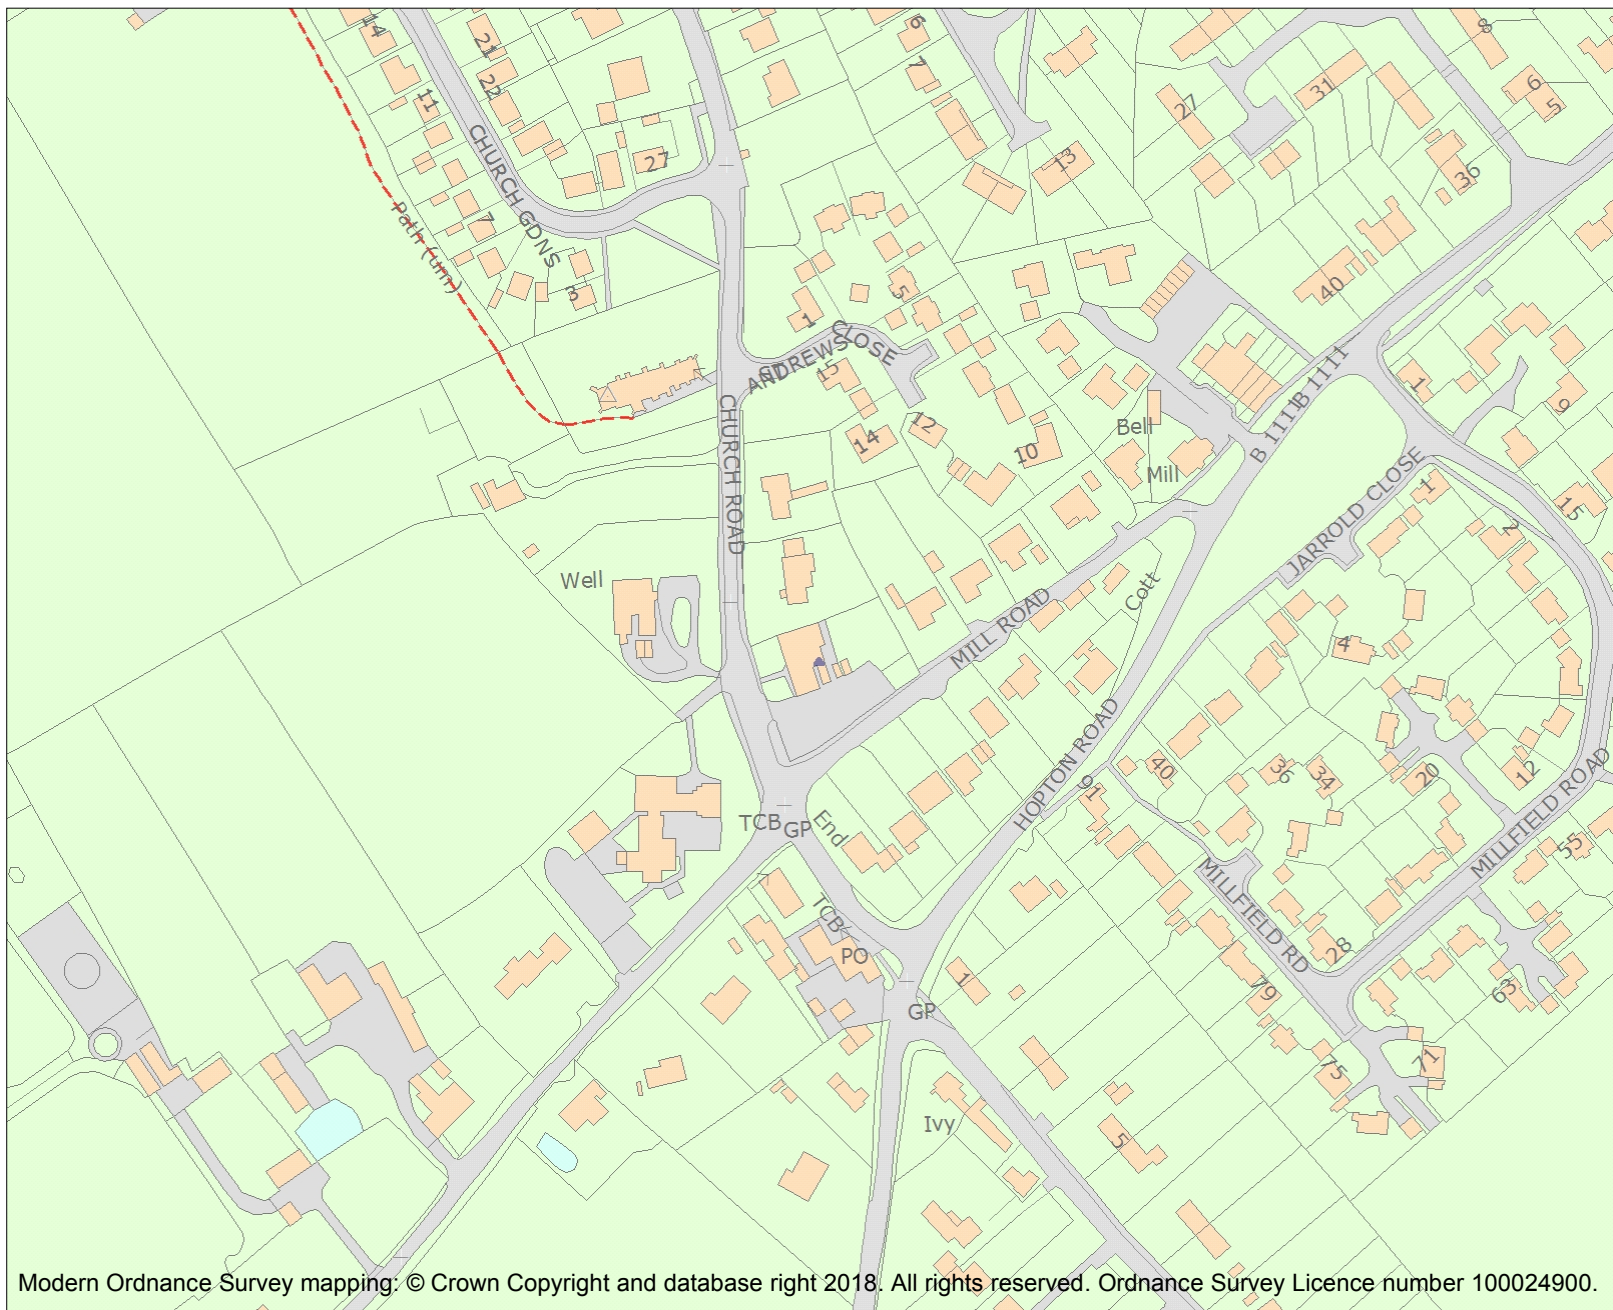 14
21
22
11
CHURCH GDNS
7
3
27
Path (um)
6
7
13
27
31
8
6
5
36
40
1
5
ST
ANDREWS
CLOSE
15
14
12
10
CHURCH ROAD
Bell
Mill
B 1111
B 1111
1
9
15
JARROLD CLOSE
1
2
Well
MILL ROAD
Cott
4
HOPTON ROAD
91
40
36
34
20
12
MILLFIELD ROAD
55
TCB
GP
End
TCB
PO
MILLFIELD RD
28
79
63
1
GP
75
71
Ivy
5
Modern Ordnance Survey mapping: © Crown Copyright and database right 2018. All rights reserved. Ordnance Survey Licence number 100024900.